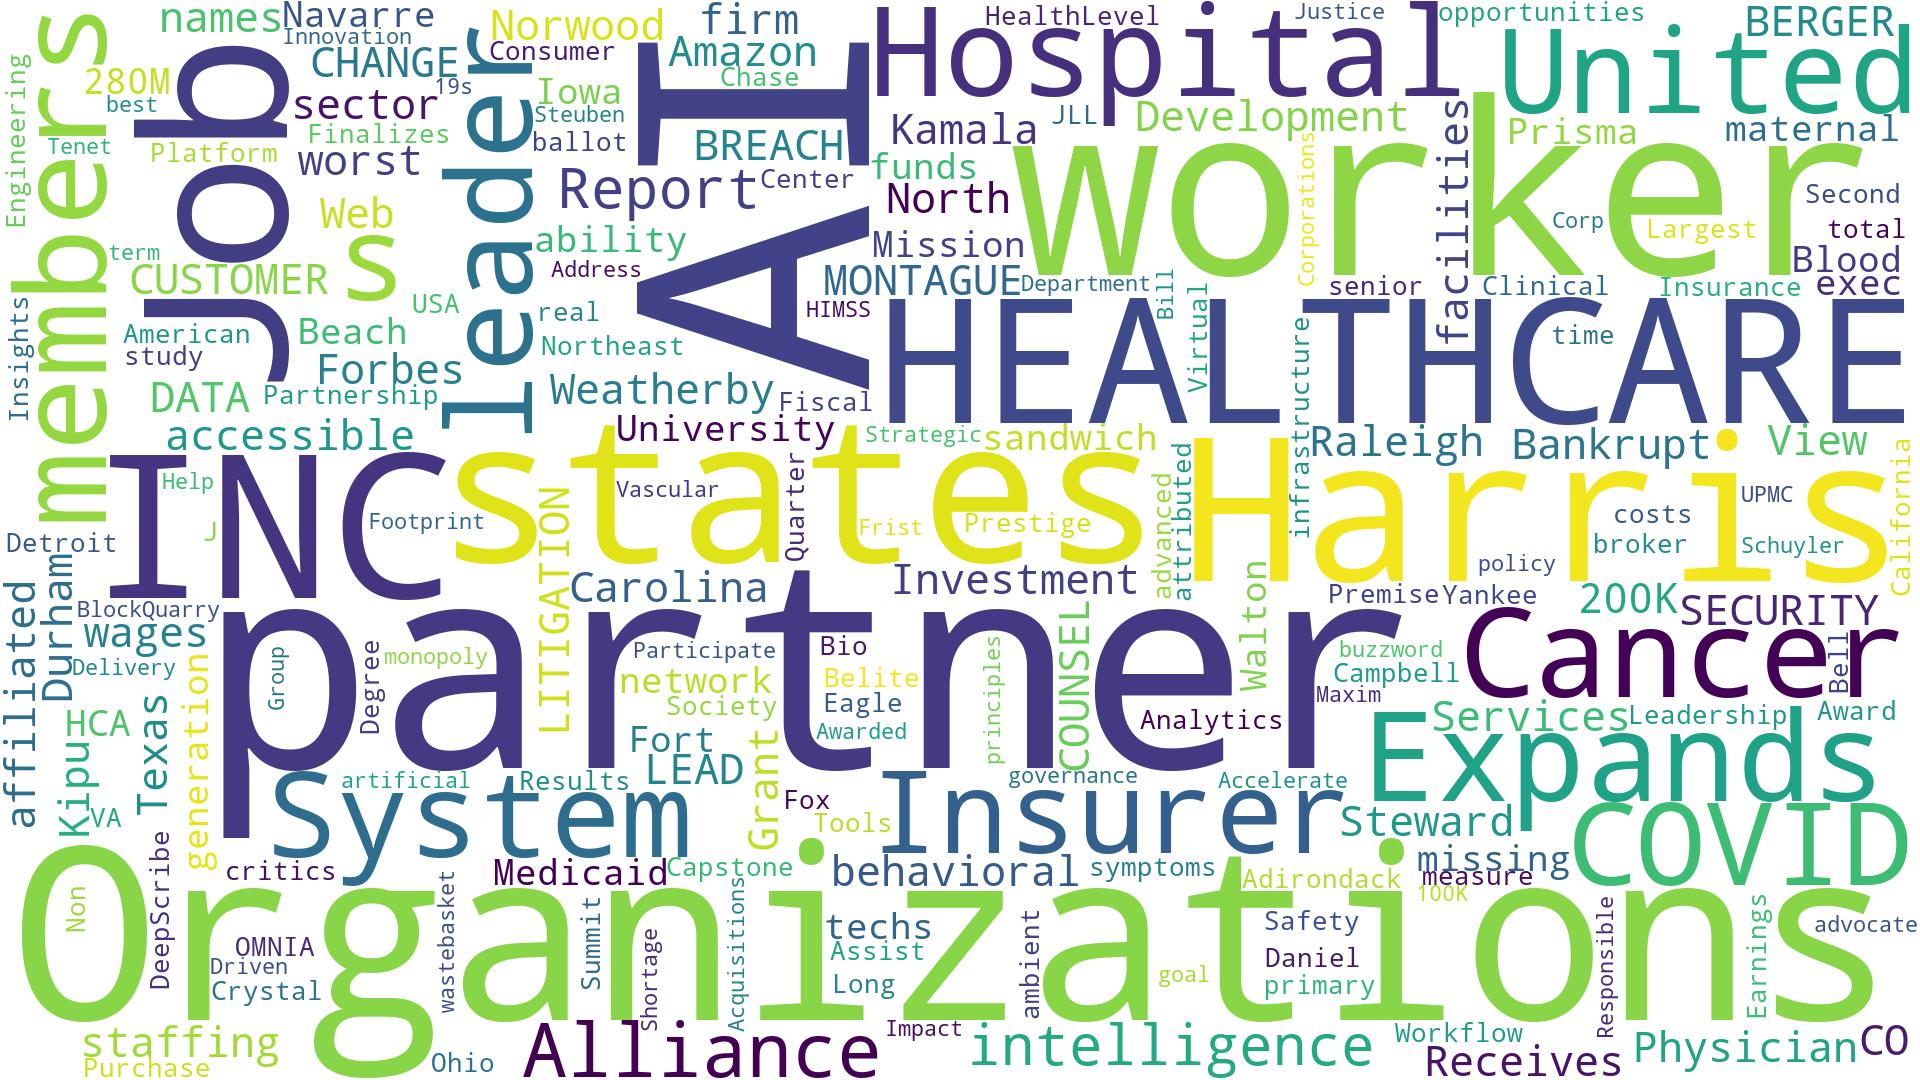 names
Navarre
Innovation
Norwood
firm
Consumer
Amazon
HealthLevel
Justice
opportunities
BERGER
Hospital
United
members
Engineering
280M
best
Tenet
job
CHANGE
19s
sector
Finalizes
Platform
worst
Web
s
leader
Iowa
Steuben
ballot
Chase
AI
BREACH
Report
Center
Kamala
JLL
Development
funds
North
Mission
worker
Corporations
facilities
Prisma
maternal
Second
Corp
Largest
total
Blood
exec
term
CUSTOMER
USA
American
study
Beach
Forbes
DATA
Partnership
accessible
Insights
ability
Address
real
Northeast
Weatherby
Fiscal
HIMSS
MONTAGUE
Department
Bill
Virtual
senior
Clinical
Insurance
time
HEALTHCARE
University
Strategic
sandwich
infrastructure
Raleigh
Bankrupt
View
California
INC
Help
J
Footprint
states
Vascular
Quarter
Frist
Prestige
advanced
attributed
Harris
UPMC
costs
broker
Schuyler
policy
Detroit
Durham
affiliated
BlockQuarry
wages
Delivery
LITIGATION
Carolina
Investment
Walton
Premise
Yankee
200K
SECURITY
partner
Group
Degree
monopoly
Participate
network
Society
Bio
Belite
Eagle
Awarded
principles
COUNSEL
Analytics
buzzword
Campbell
Maxim
Cancer
Bell
HCA
Kipu
VA
Texas
generation
Fort
LEAD
Grant
Services
Leadership
Award
Expands
artificial
Results
System
Fox
Tools
governance
Accelerate
Insurer
Steward
COVID
critics
Medicaid
Capstone
behavioral
symptoms
Adirondack
missing
measure
100K
Non
DeepScribe
OMNIA
Driven
Crystal
wastebasket
Summit
Shortage
Acquisitions
techs
Assist
Long
ambient
goal
Safety
Daniel
primary
Responsible
Earnings
advocate
Organizations
staffing
Purchase
Ohio
Alliance
Impact
intelligence
Workflow
Receives
Physician
CO